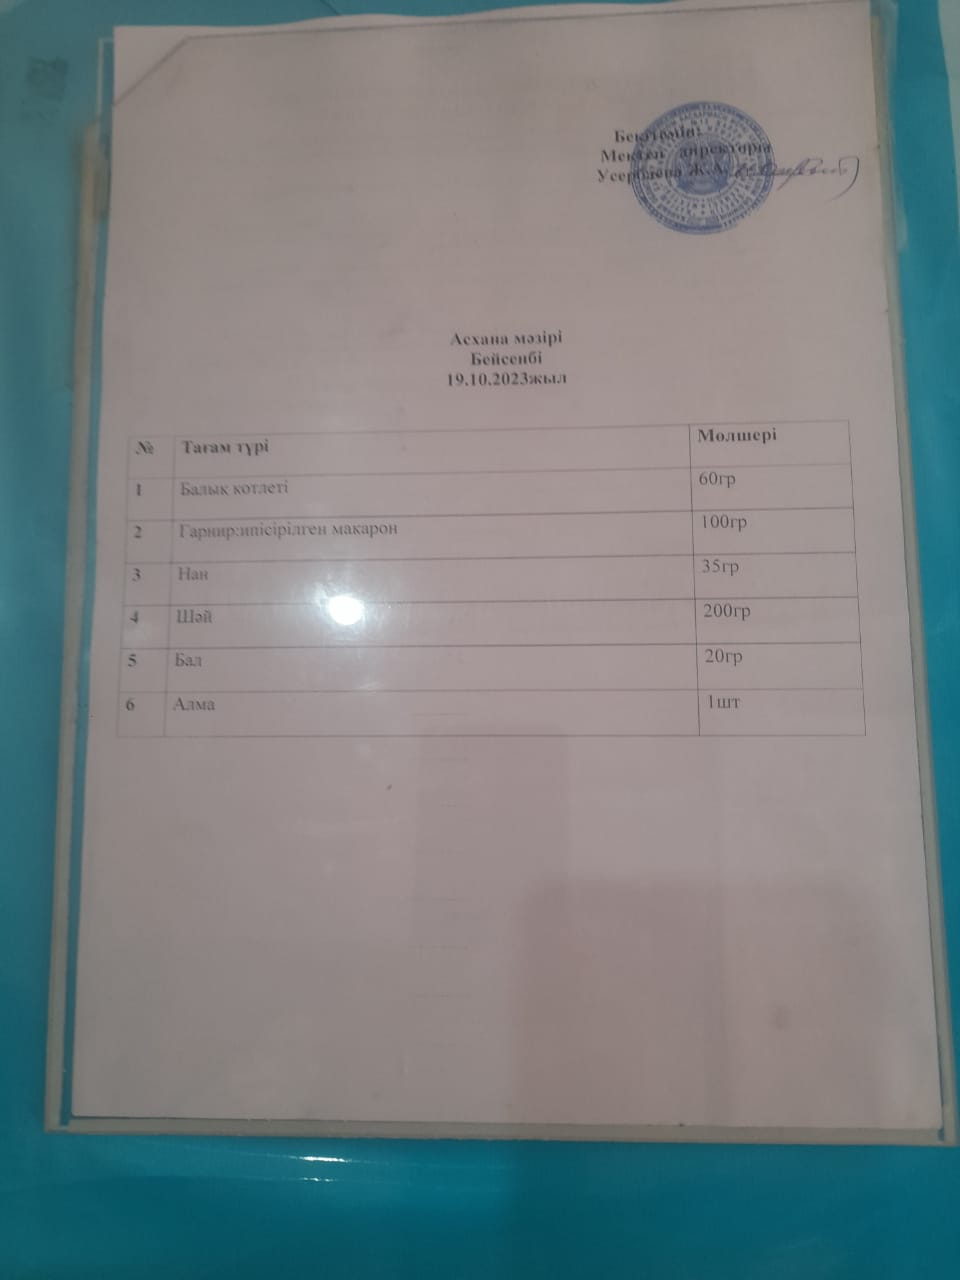 Бекітемін:
Мектеп директоры
Ж.А.
Асхана мәзірі
Бейсенбі
19.10.2023жыл
№ Тағам түрі Мөлшері
1 Балық котлеті 60гр
2 Гарнир:ипісірілген макарон 100гр
3 Нан 35гр
4 Шәй 200гр
5 Бал 20гр
6 Алма 1шт